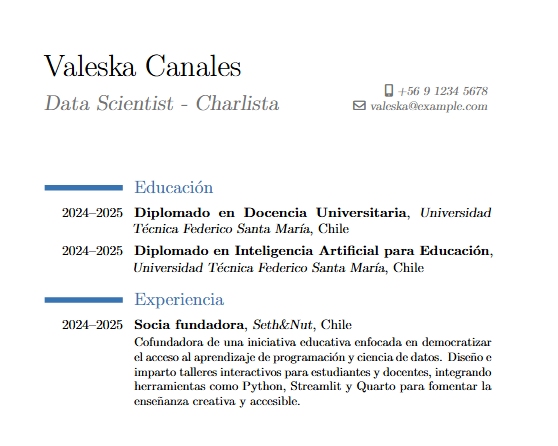 Valeska Canales
Data Scientist - Charlista
+56 9 1234 5678
valeska@example.com
Educación
2024–2025 Diplomado en Docencia Universitaria, Universidad
Técnica Federico Santa María, Chile
2024–2025 Diplomado en Inteligencia Artificial para Educación,
Universidad Técnica Federico Santa María, Chile
Experiencia
2024–2025 Socia fundadora, Seth&Nut, Chile
Cofundadora de una iniciativa educativa enfocada en democratizar
el acceso al aprendizaje de programación y ciencia de datos. Diseño e
imparto talleres interactivos para estudiantes y docentes, integrando
herramientas como Python, Streamlit y Quarto para fomentar la
enseñanza creativa y accesible.